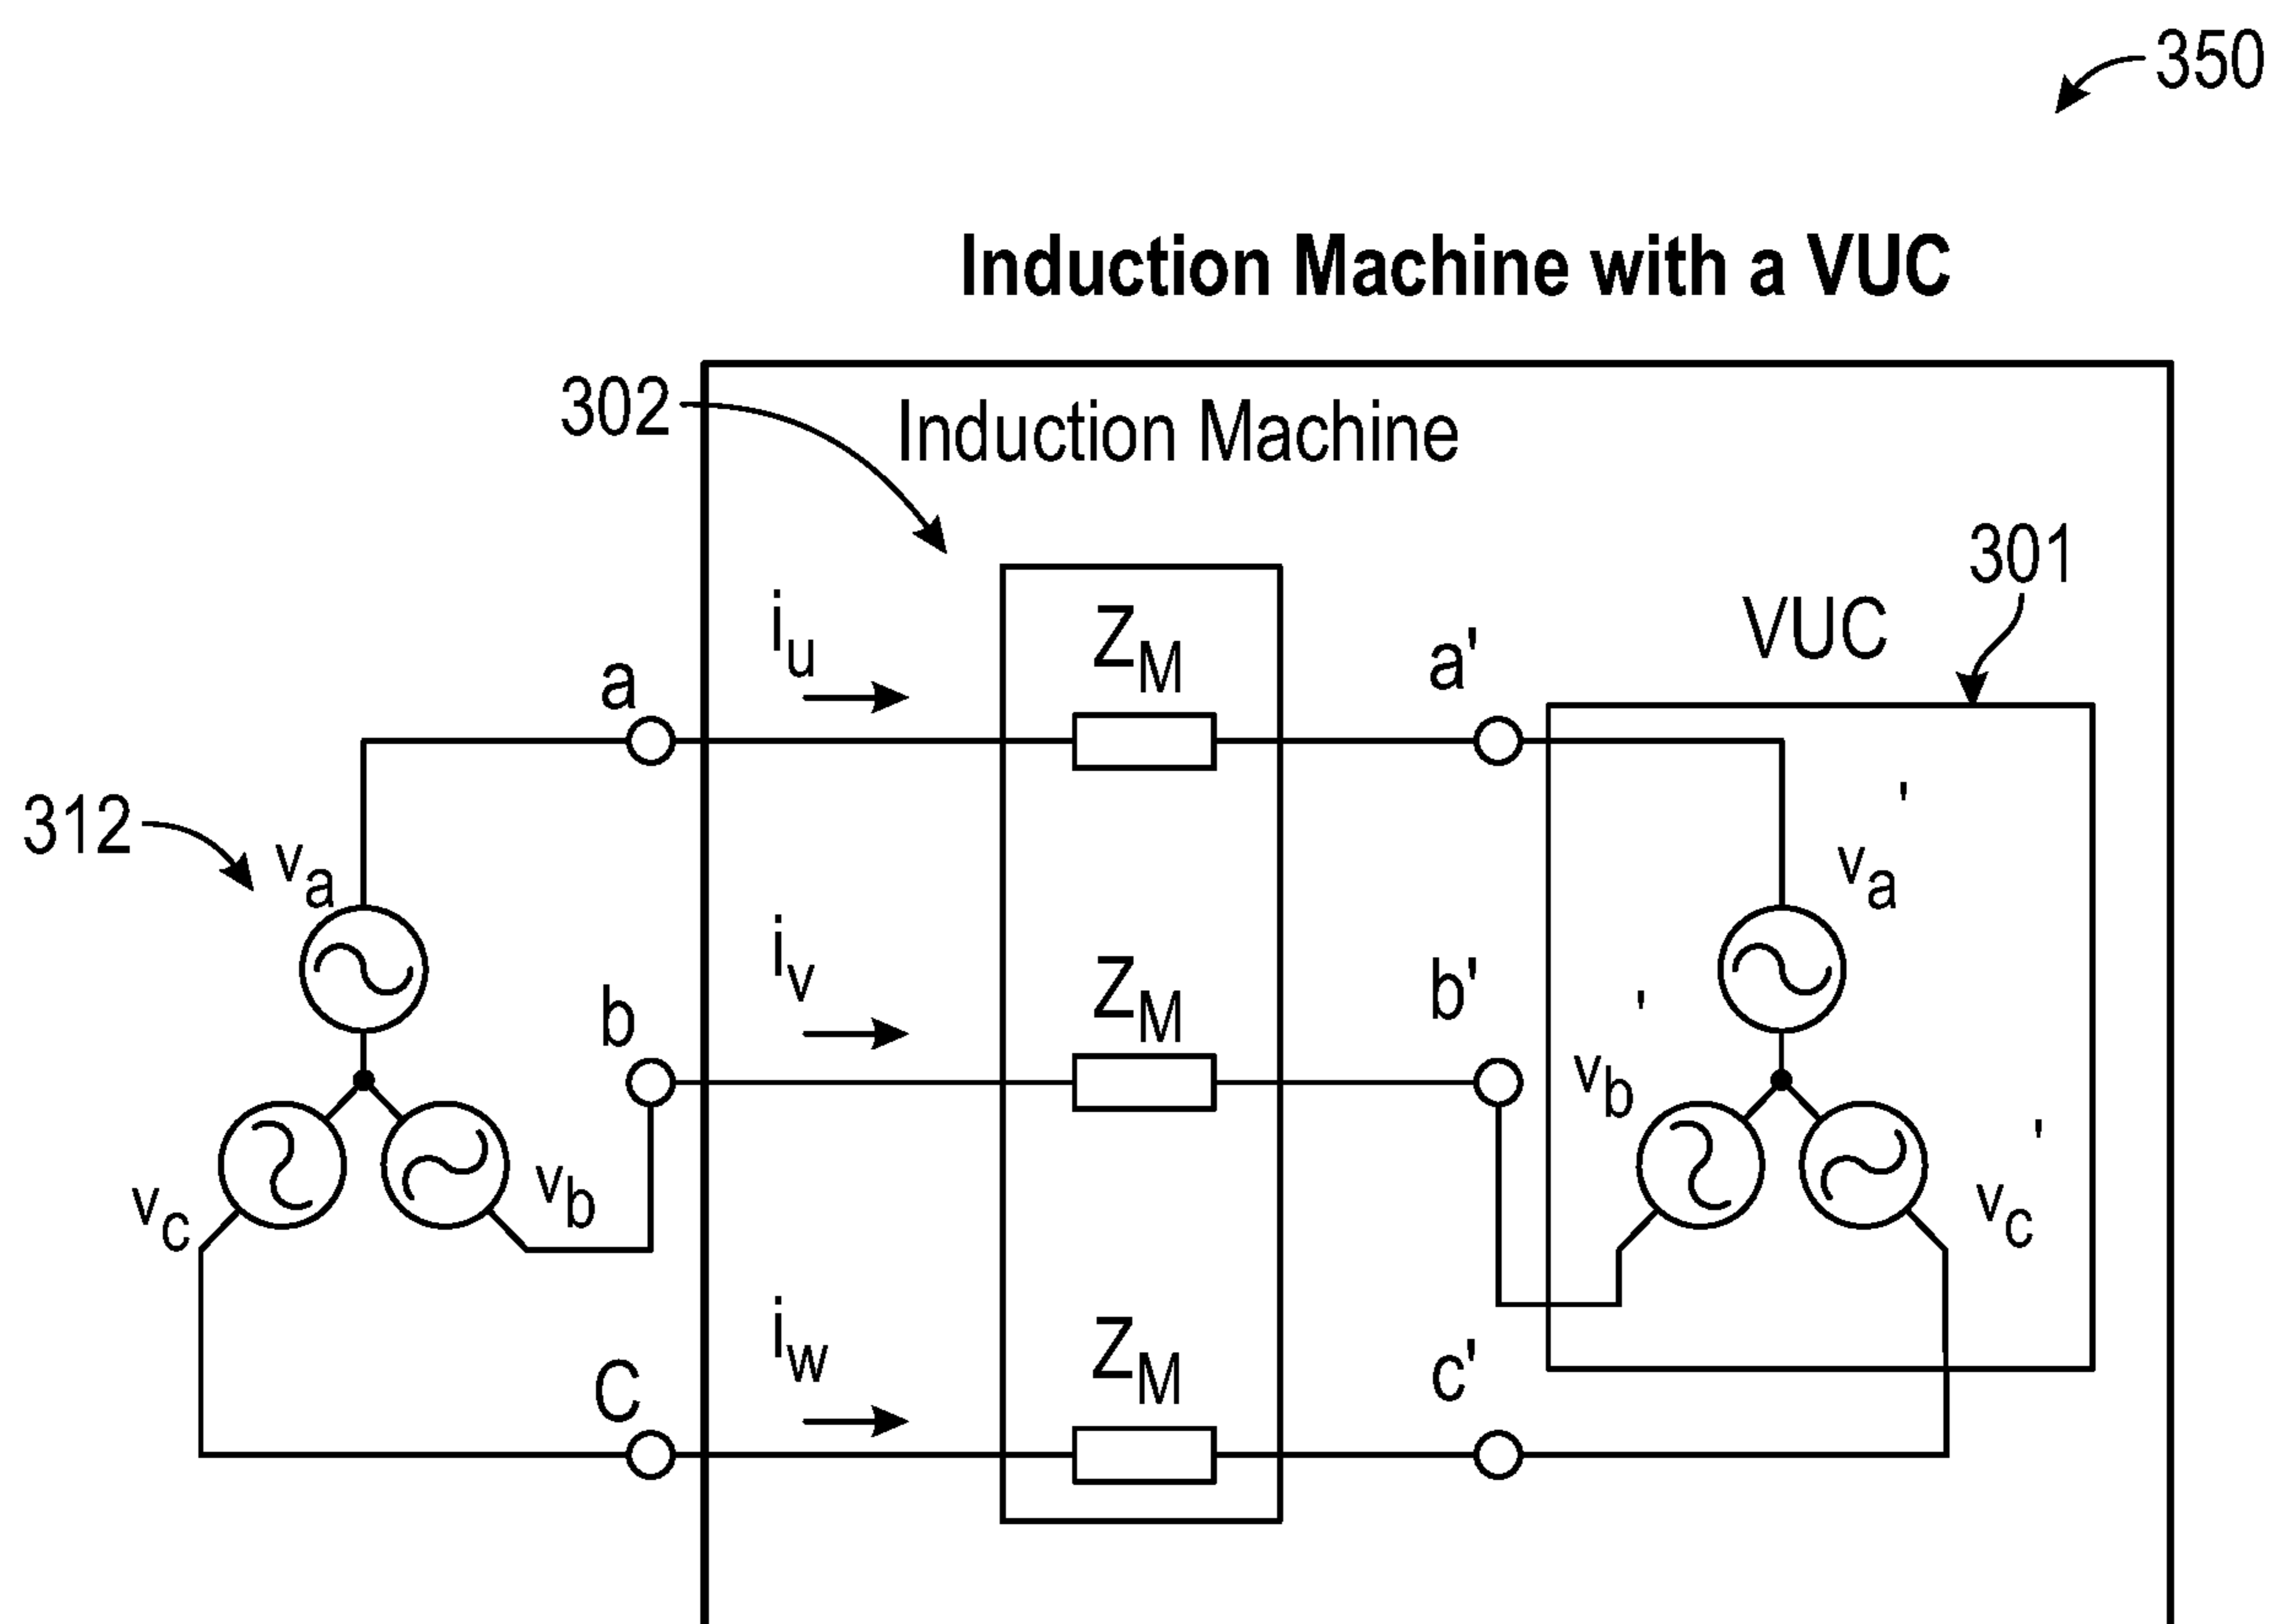 350
Induction Machine with a VUC
302
Induction Machine
301
VUC
iu
ZM
a
a'
312
va
va'
iv
ZM
b
b'
vb'
vb
vc
vc'
iw
ZM
C
c'